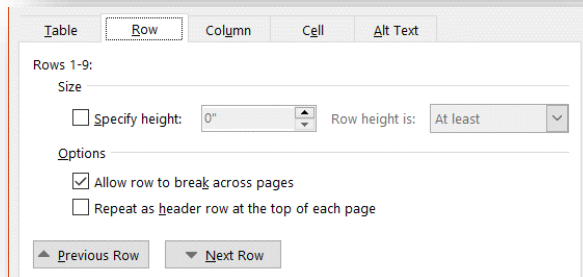 Table Row Column Cell Alt Text
Rows 1-9:
Size
Specify height: 0" Row height is: At least
Options
Allow row to break across pages
Repeat as header row at the top of each page
Previous Row Next Row